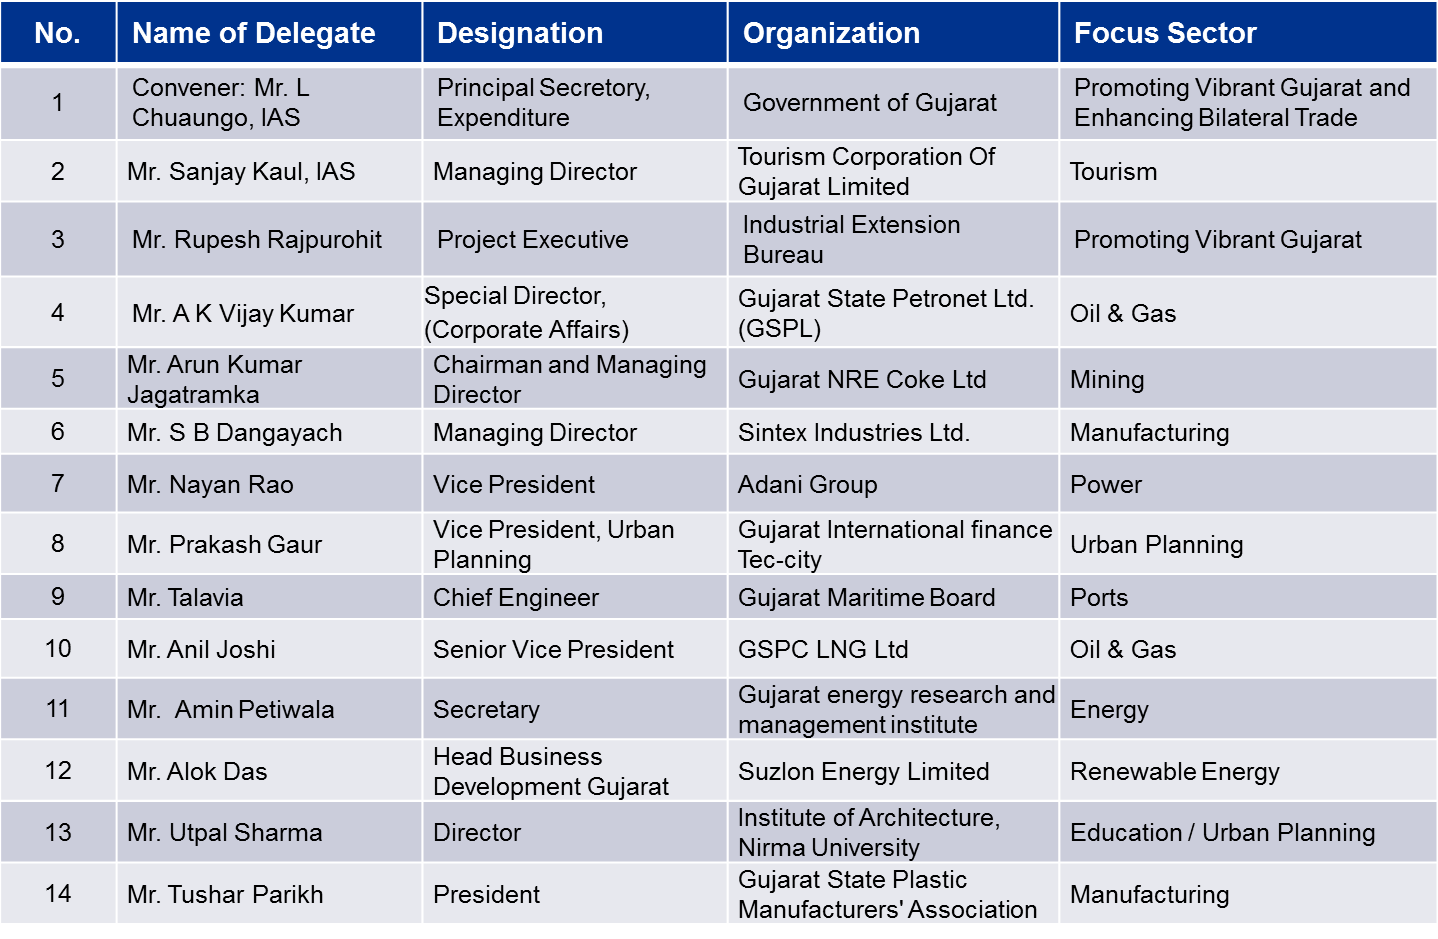 No. Name of Delegate Designation Organization Focus Sector
1 Convener: Mr. L Chuaungo, IAS Principal Secretary, Expenditure Government of Gujarat Promoting Vibrant Gujarat and Enhancing Bilateral Trade
2 Mr. Sanjay Kaul, IAS Managing Director Tourism Corporation Of Gujarat Limited Tourism
3 Mr. Rupesh Rajpurohit Project Executive Industrial Extension Bureau Promoting Vibrant Gujarat
4 Mr. A K Vijay Kumar Special Director, (Corporate Affairs) Gujarat State Petronet Ltd. (GSPL) Oil & Gas
5 Mr. Arun Kumar Jagatramka Chairman and Managing Director Gujarat NRE Coke Ltd Mining
6 Mr. S B Dangayach Managing Director Sintex Industries Ltd. Manufacturing
7 Mr. Nayan Rao Vice President Adani Group Power
8 Mr. Prakash Gaur Vice President, Urban Planning Gujarat International finance Tec-city Urban Planning
9 Mr. Talavia Chief Engineer Gujarat Maritime Board Ports
10 Mr. Anil Joshi Senior Vice President GSPC LNG Ltd Oil & Gas
11 Mr. Amin Petiwala Secretary Gujarat energy research and management institute Energy
12 Mr. Alok Das Head Business Development Gujarat Suzlon Energy Limited Renewable Energy
13 Mr. Utpal Sharma Director Institute of Architecture, Nirma University Education / Urban Planning
14 Mr. Tushar Parikh President Gujarat State Plastic Manufacturers' Association Manufacturing